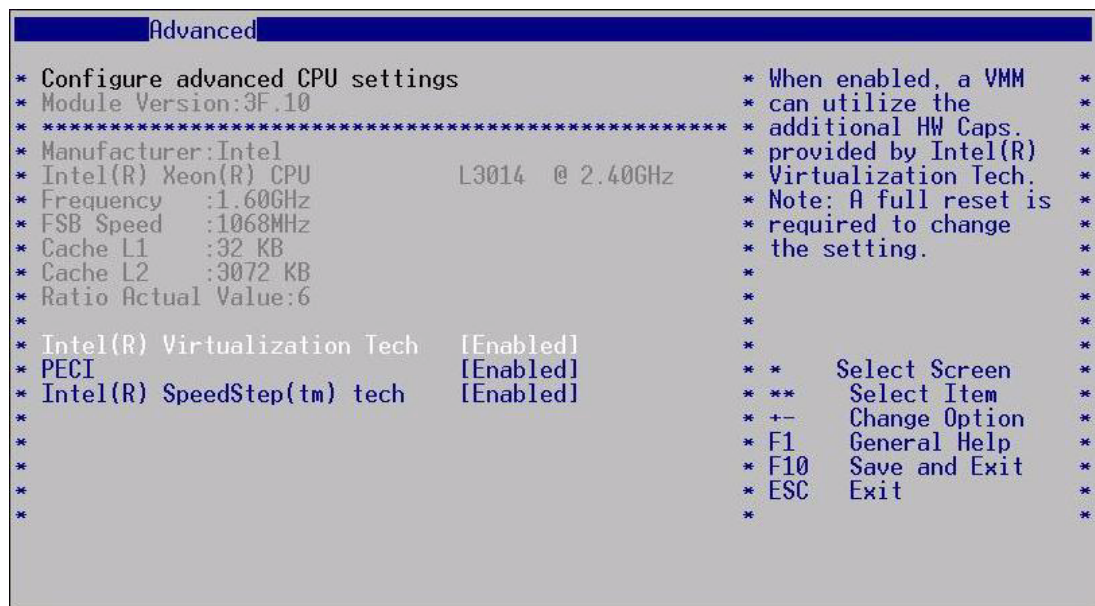 Advanced
* Configure advanced CPU settings
* Module Version:3F.10
* ***************************************************
* Manufacturer:Intel
* Intel(R) Xeon(R) CPU L3014 @ 2.40GHz
* Frequency :1.60GHz
* FSB Speed :1068MHz
* Cache L1 :32 KB
* Cache L2 :3072 KB
* Ratio Actual Value:6
*
* Intel(R) Virtualization Tech [Enabled]
* PECI [Enabled]
* Intel(R) SpeedStep(tm) tech [Enabled]
*
*
*
*
*
* When enabled, a VMM *
* can utilize the *
* additional HW Caps. *
* provided by Intel(R) *
* Virtualization Tech. *
* Note: A full reset is *
* required to change *
* the setting. *
* *
* *
* *
* *
* * Select Screen *
* ** Select Item *
* +- Change Option *
* F1 General Help *
* F10 Save and Exit *
* ESC Exit *
* *